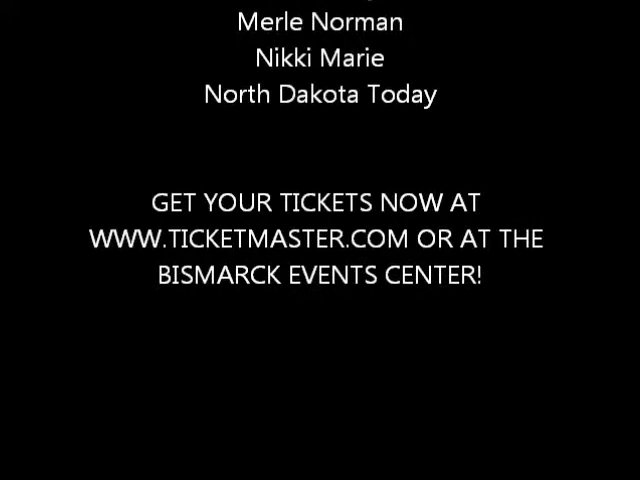 Merle Norman
Nikki Marie
North Dakota Today
GET YOUR TICKETS NOW AT
WWW.TICKETMASTER.COM OR AT THE
BISMARCK EVENTS CENTER!